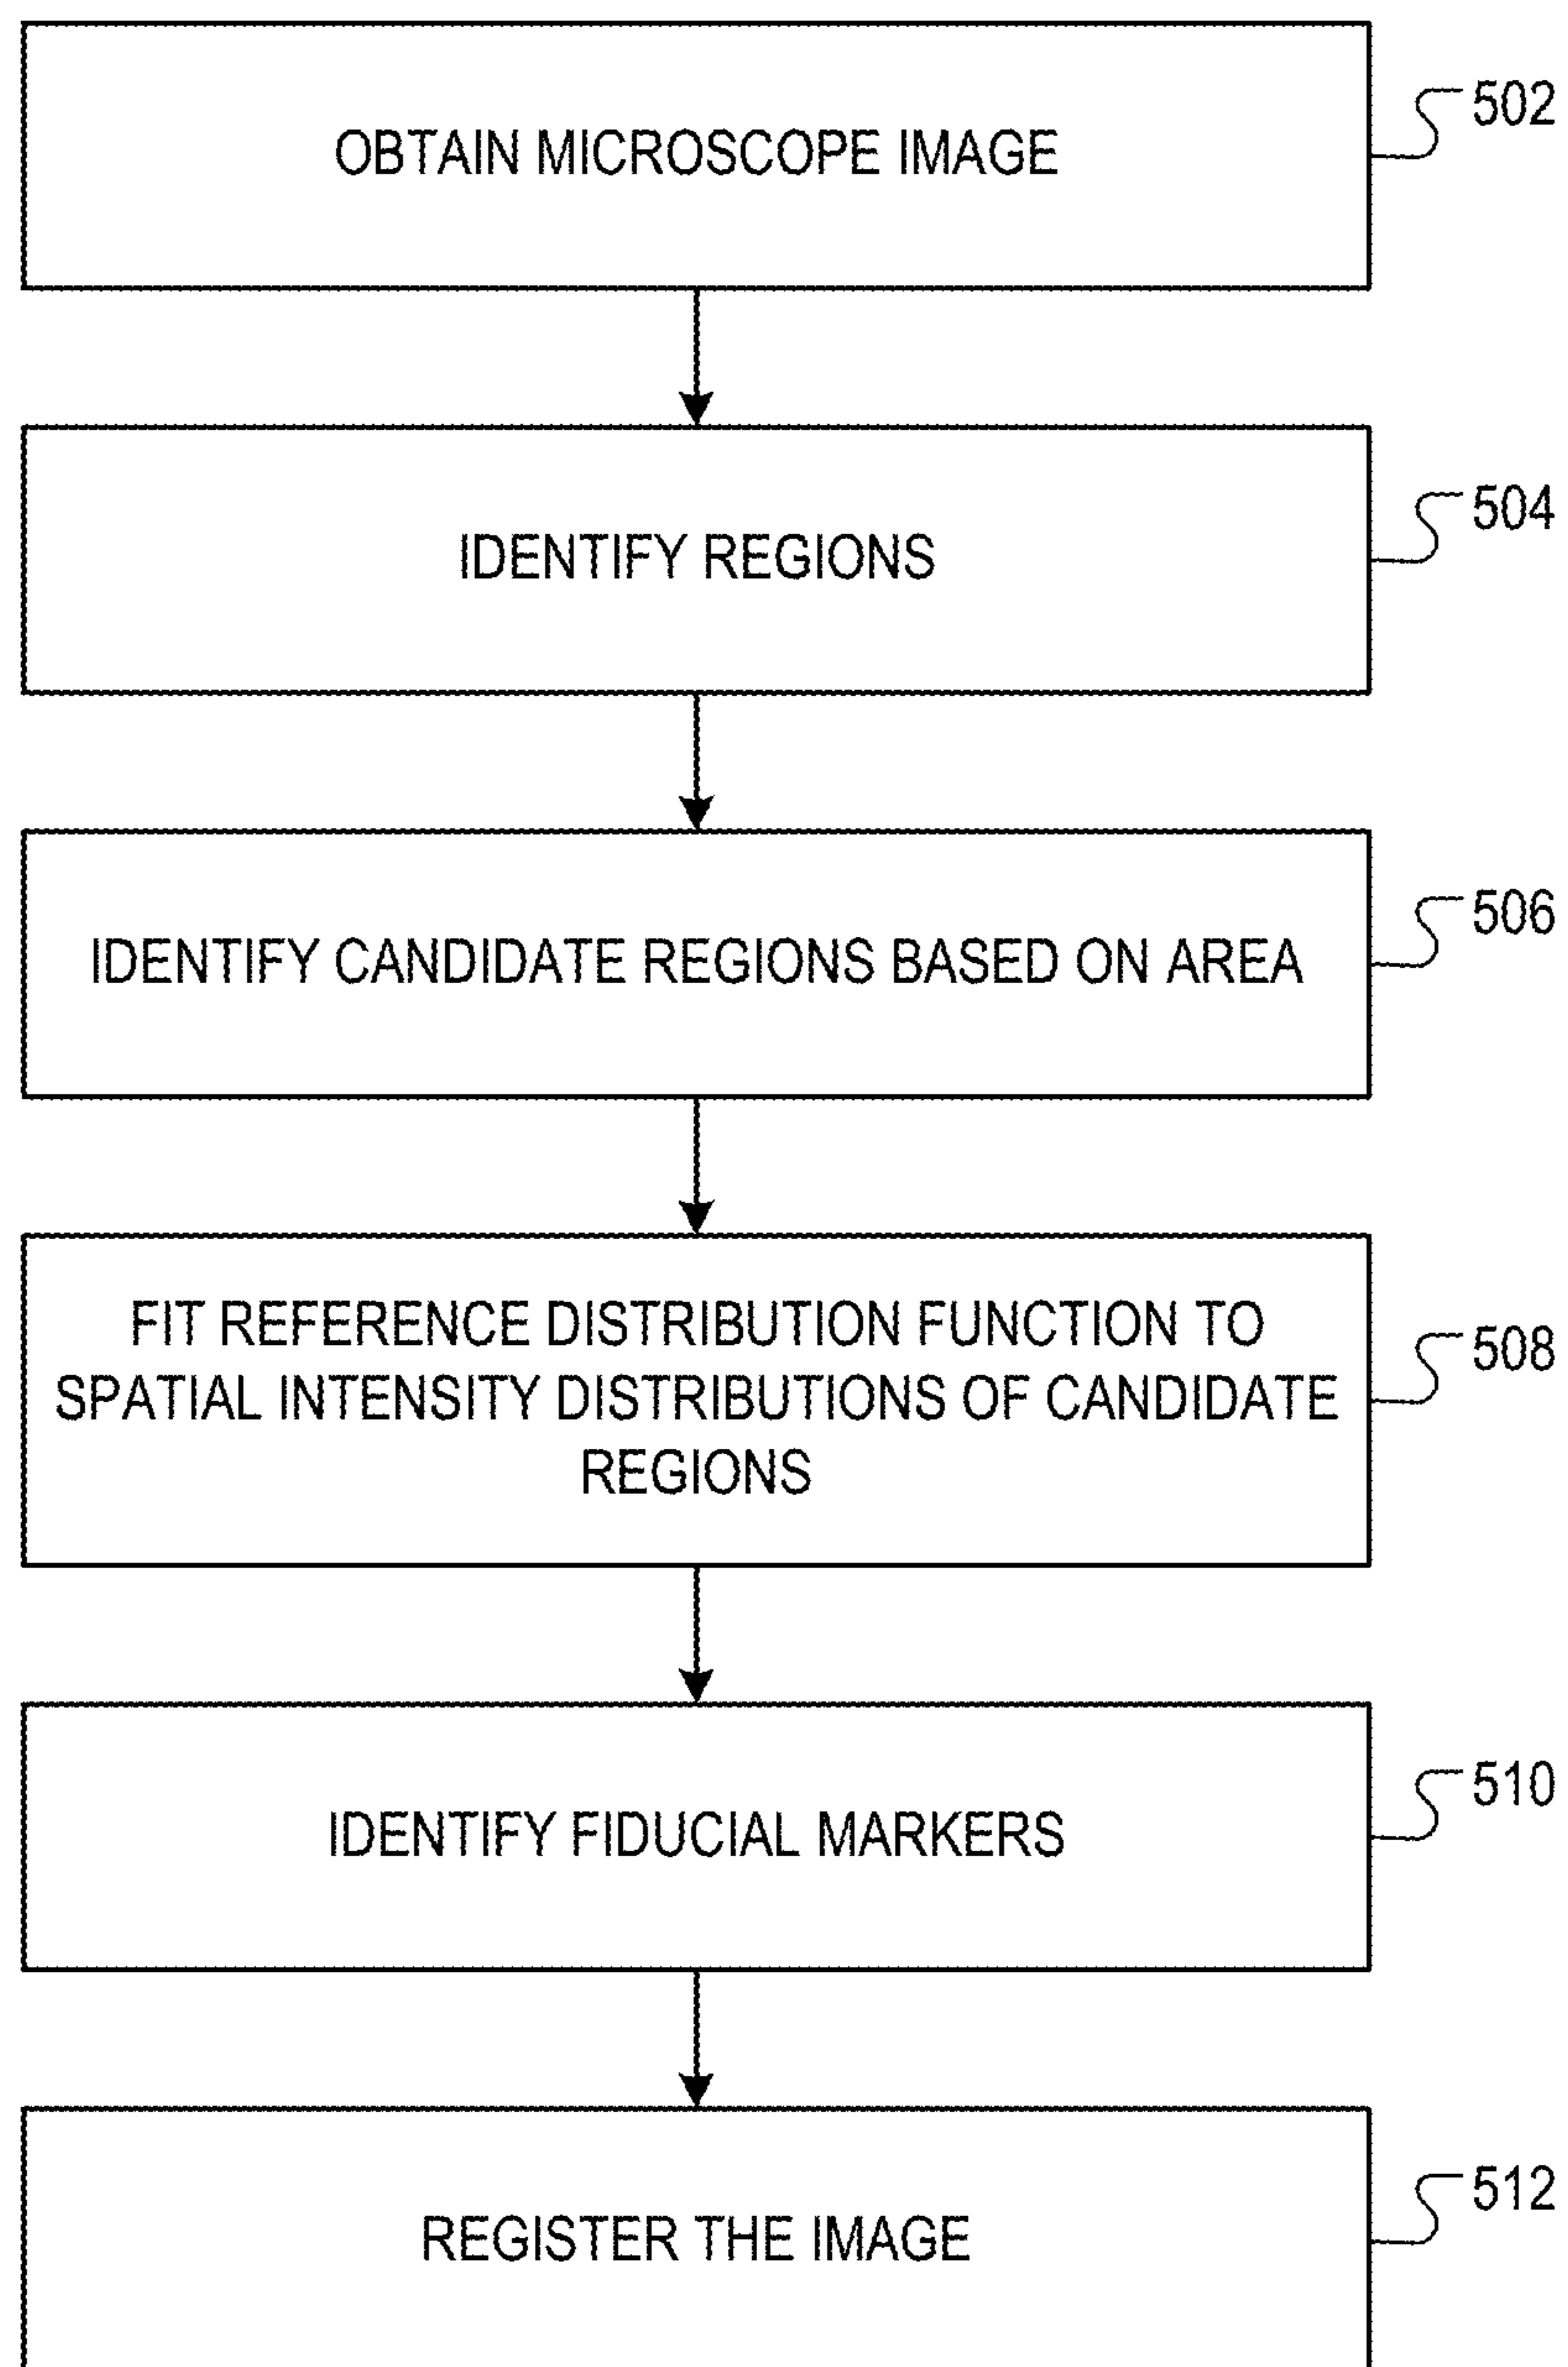 OBTAIN MICROSCOPE IMAGE
502
IDENTIFY REGIONS
504
IDENTIFY CANDIDATE REGIONS BASED ON AREA
506
FIT REFERENCE DISTRIBUTION FUNCTION TO
SPATIAL INTENSITY DISTRIBUTIONS OF CANDIDATE
REGIONS
508
IDENTIFY FIDUCIAL MARKERS
510
REGISTER THE IMAGE
512